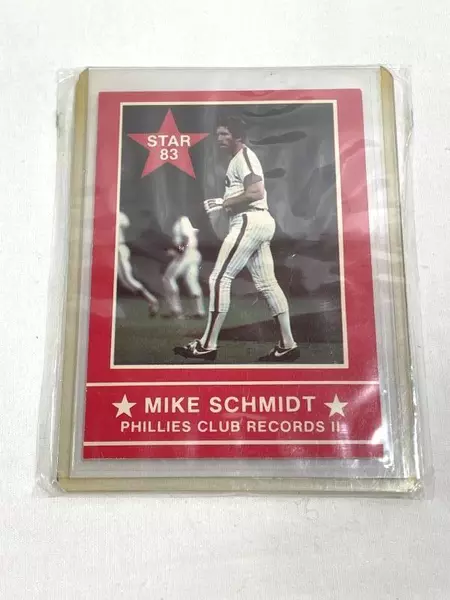 STAR
83
MIKE SCHMIDT
PHILLIES CLUB RECORDS II